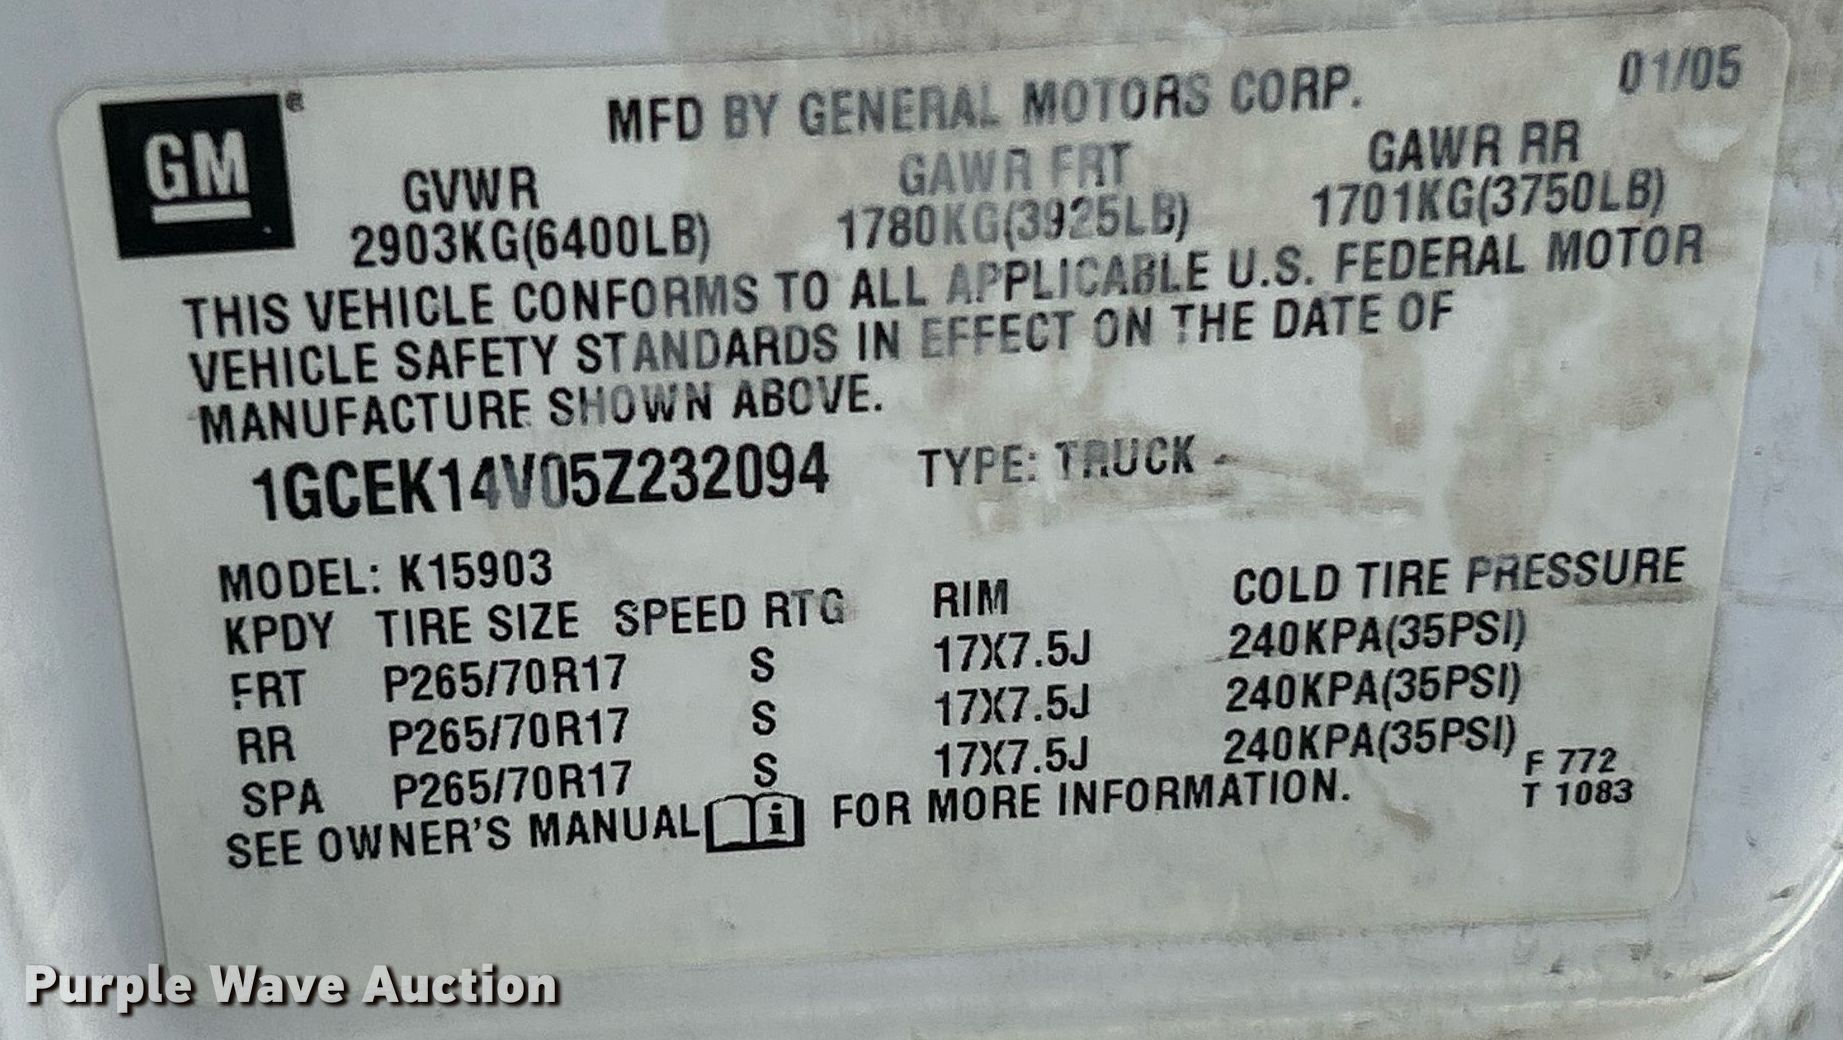 GM®
MFD BY GENERAL MOTORS CORP. 01/05
GVWR GAWR FRT GAWR RR
2903KG(6400LB) 1780KG(3925LB) 1701KG(3750LB)
THIS VEHICLE CONFORMS TO ALL APPLICABLE U.S. FEDERAL MOTOR
VEHICLE SAFETY STANDARDS IN EFFECT ON THE DATE OF
MANUFACTURE SHOWN ABOVE.
1GCEK14V05Z232094 TYPE: TRUCK
MODEL: K15903
KPDY TIRE SIZE SPEED RTG RIM COLD TIRE PRESSURE
FRT P265/70R17 S 17X7.5J 240KPA(35PSI)
RR P265/70R17 S 17X7.5J 240KPA(35PSI)
SPA P265/70R17 S 17X7.5J 240KPA(35PSI)
SEE OWNER'S MANUAL i FOR MORE INFORMATION.
F 772
T 1083
Purple Wave Auction